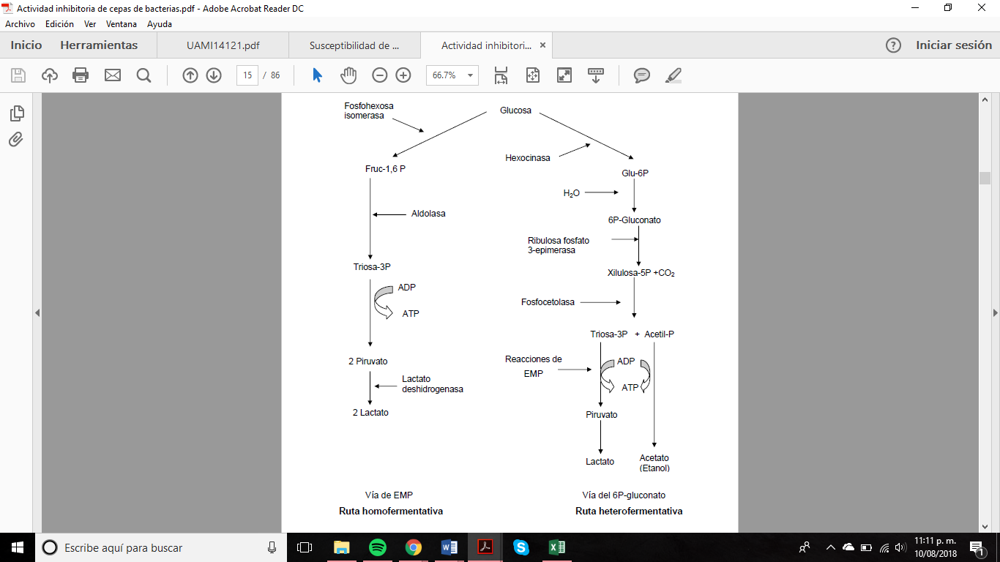 Actividad inhibitoria de cepas de bacterias.pdf - Adobe Acrobat Reader DC
Archivo Edición Ver Ventana Ayuda
Inicio Herramientas UAMI14121.pdf Susceptibilidad de ... Actividad inhibitori... × Iniciar sesión
15 / 86 66.7%
Fosfohexosa
isomerasa
Glucosa
Hexocinasa
Fruc-1,6 P
Glu-6P
H₂O
Aldolasa
6P-Gluconato
Ribulosa fosfato
3-epimerasa
Triosa-3P
Xilulosa-5P +CO₂
ADP
Fosfocetolasa
ATP
Triosa-3P + Acetil-P
2 Piruvato
Reacciones de
EMP
ADP
Lactato
deshidrogenasa
ATP
2 Lactato
Piruvato
Lactato
Acetato
(Etanol)
Vía de EMP
Vía del 6P-gluconato
Ruta homofermentativa
Ruta heterofermentativa
Escribe aquí para buscar
11:11 p. m.
10/08/2018
1